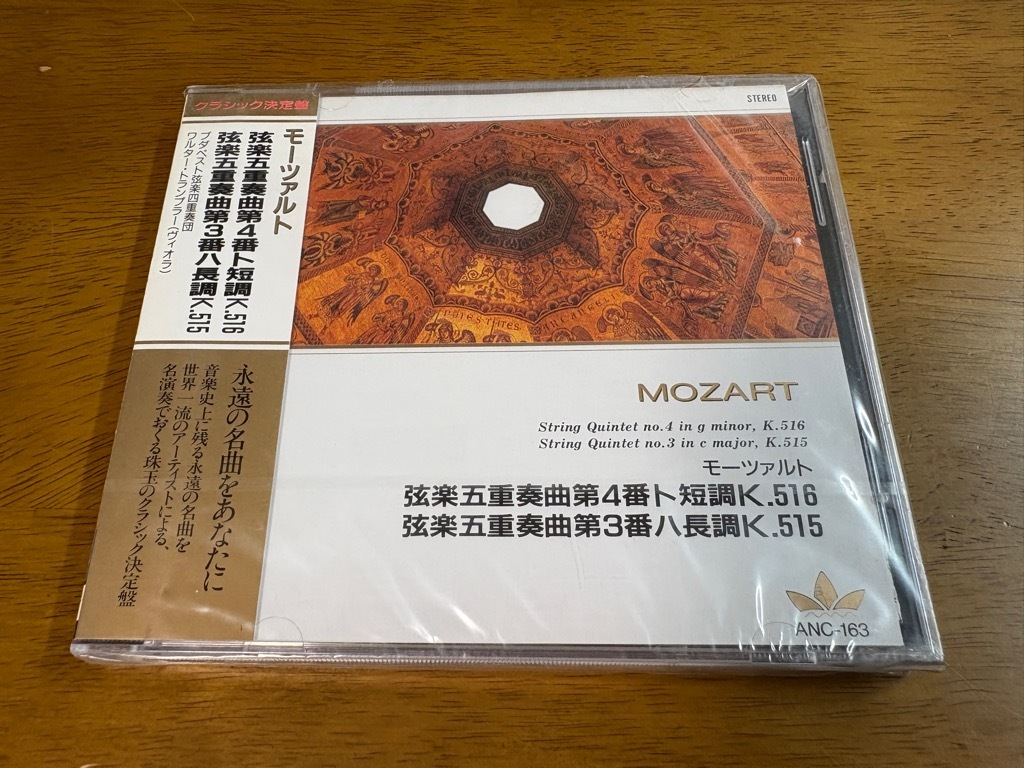 クラシック決定盤
モーツァルト
弦楽五重奏曲第4番ト短調K.516
弦楽五重奏曲第3番ハ長調K.515
ブダペスト弦楽四重奏団
ワルター・トランプラー(ヴィオラ)
永遠の名曲をあなたに
音楽史上に残る永遠の名曲を
世界一流のアーティストによる、
名演奏でおくる珠玉のクラシック決定盤
STEREO
MOZART
String Quintet no.4 in g minor, K.516
String Quintet no.3 in c major, K.515
モーツァルト
弦楽五重奏曲第4番ト短調K.516
弦楽五重奏曲第3番ハ長調K.515
ANC-163